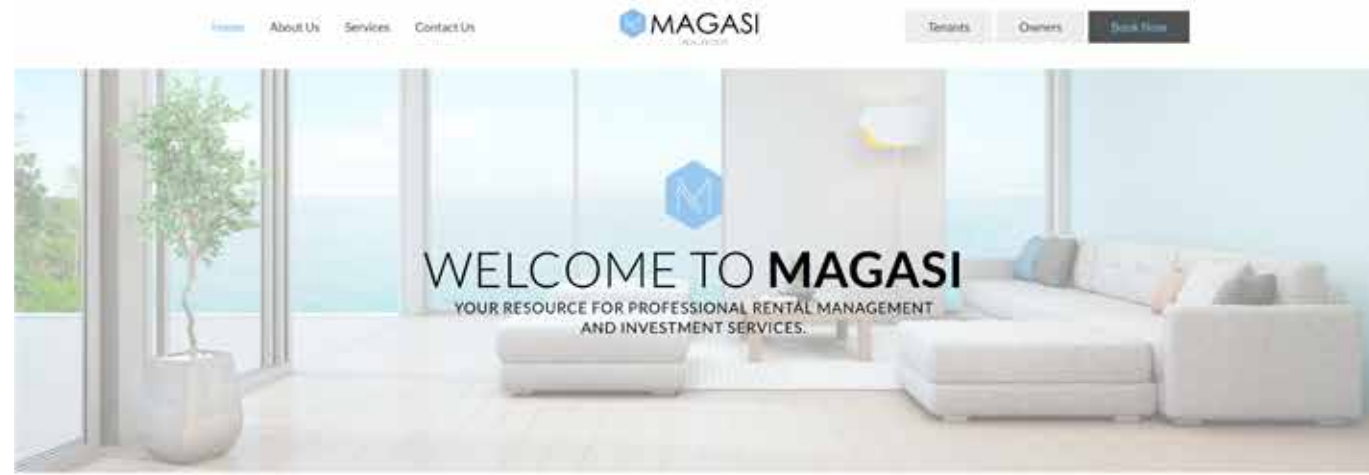 Home
About Us
Services
Contact Us
MAGASI
Tenants
Owners
Book Now
WELCOME TO MAGASI
YOUR RESOURCE FOR PROFESSIONAL RENTAL MANAGEMENT
AND INVESTMENT SERVICES.